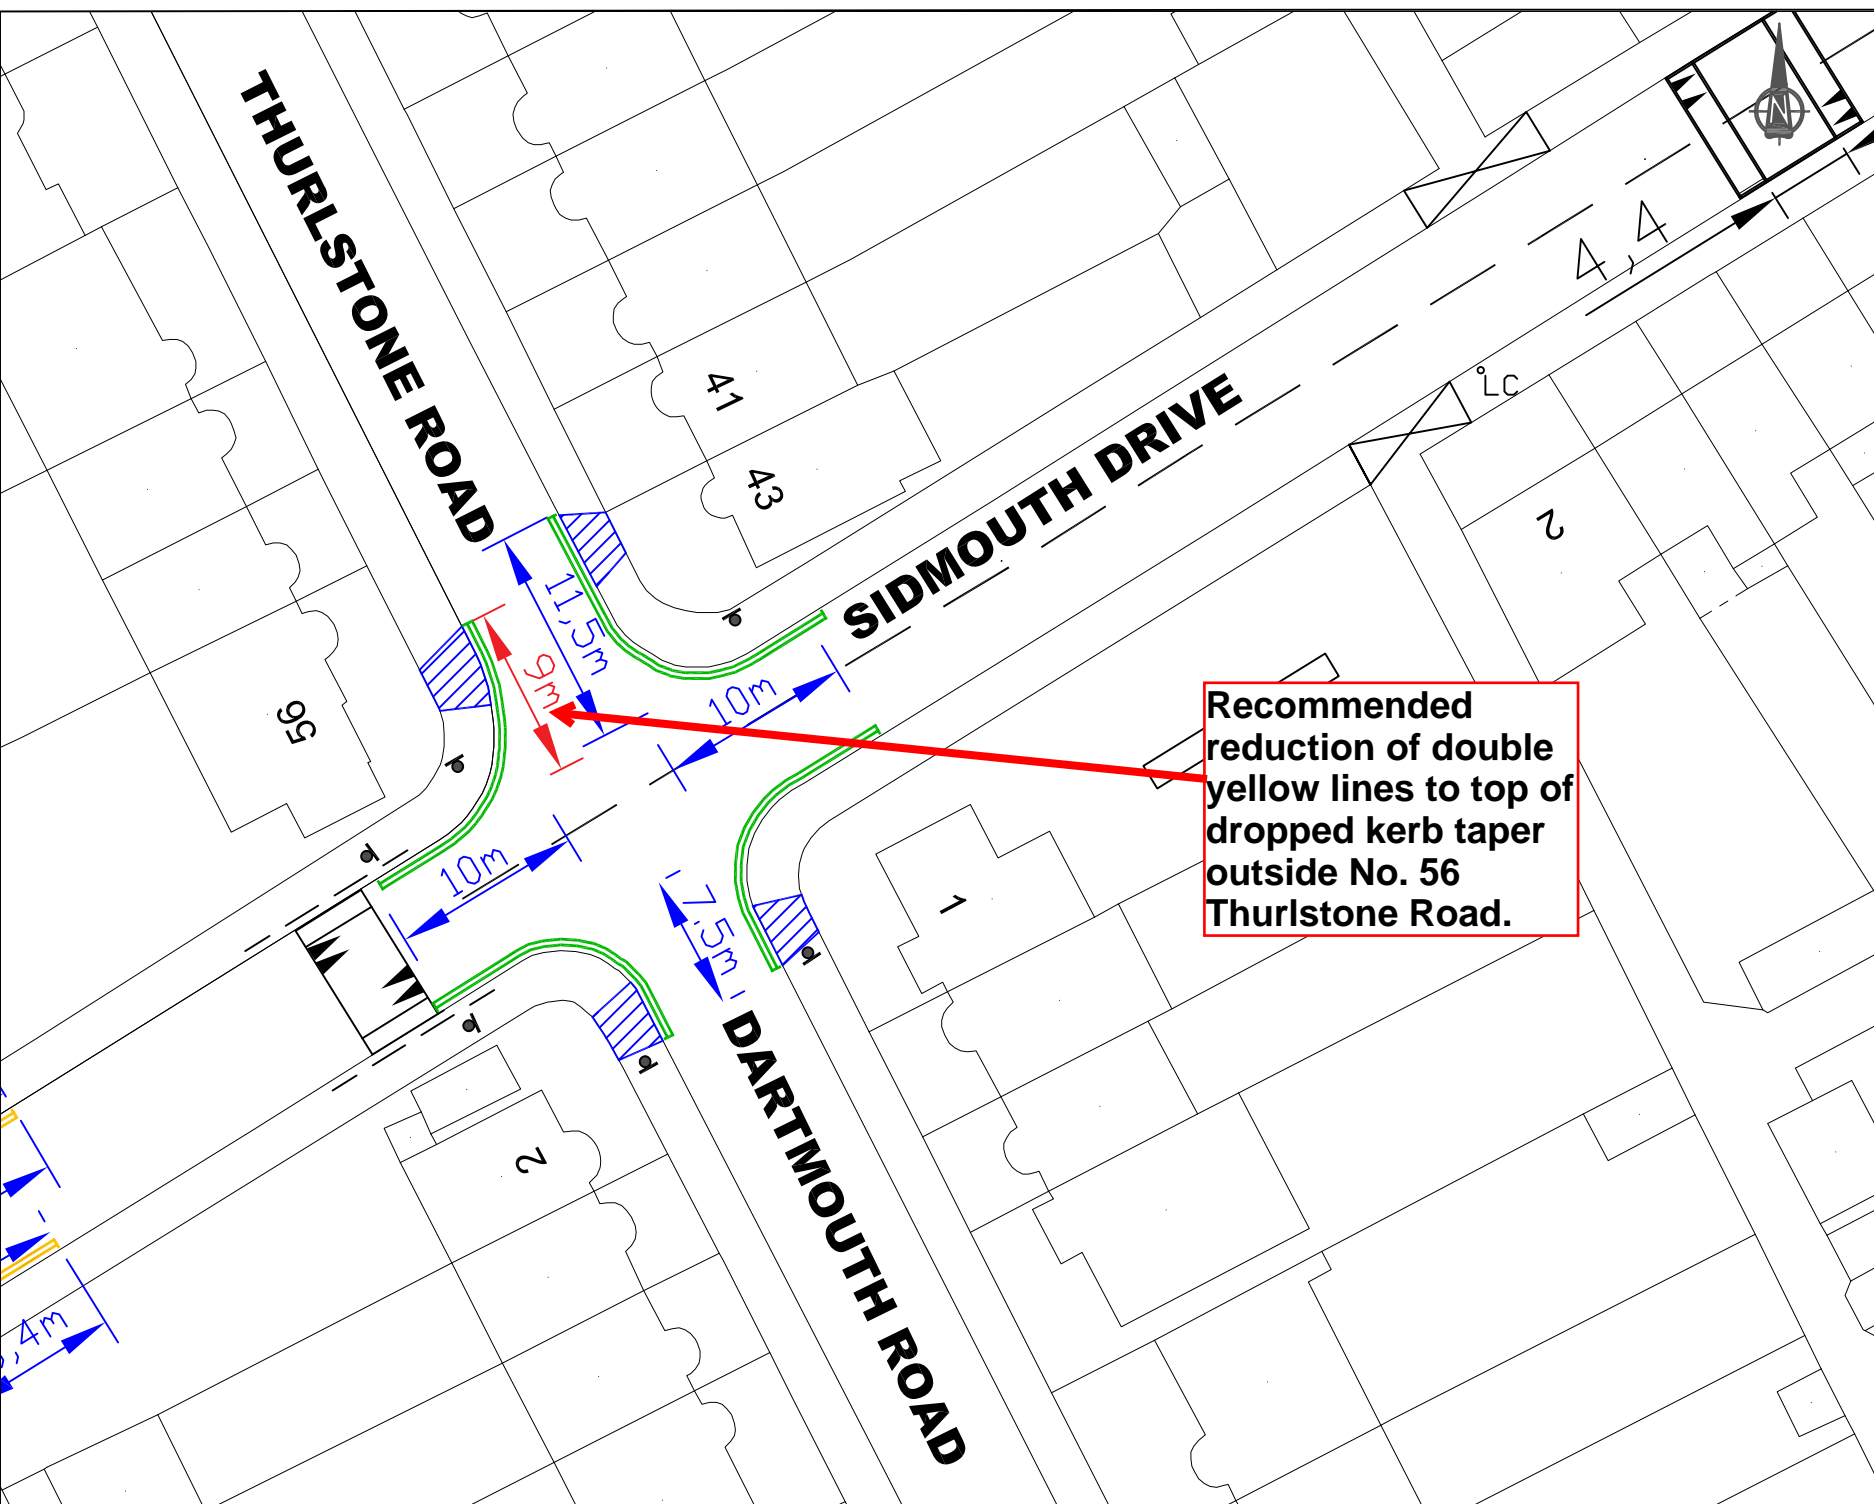 THURLSTONE ROAD
N
4,4
LC
41
43
SIDMOUTH DRIVE
2
11,5m
9m
10m
56
Recommended
reduction of double
yellow lines to top of
dropped kerb taper
outside No. 56
Thurlstone Road.
10m
7,5m
1
DARTMOUTH ROAD
2
,4m